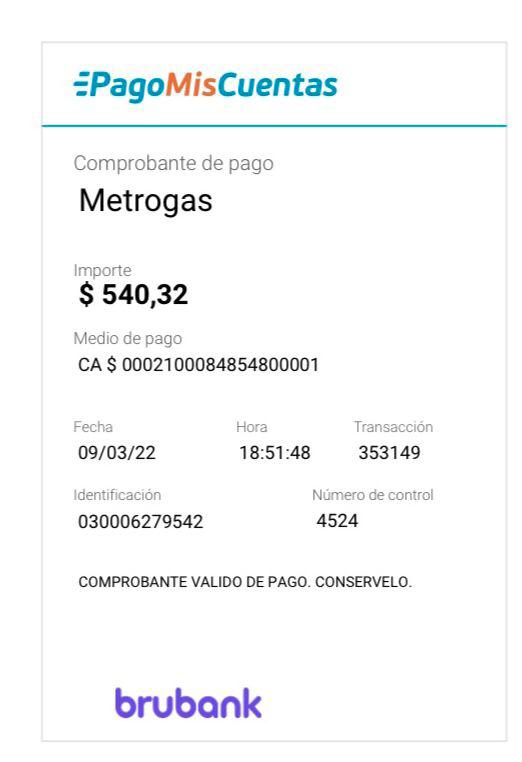 PagoMisCuentas
Comprobante de pago
Metrogas
Importe
$ 540,32
Medio de pago
CA $ 0002100084854800001
Fecha Hora Transacción
09/03/22 18:51:48 353149
Identificación Número de control
030006279542 4524
COMPROBANTE VALIDO DE PAGO. CONSERVELO.
brubank